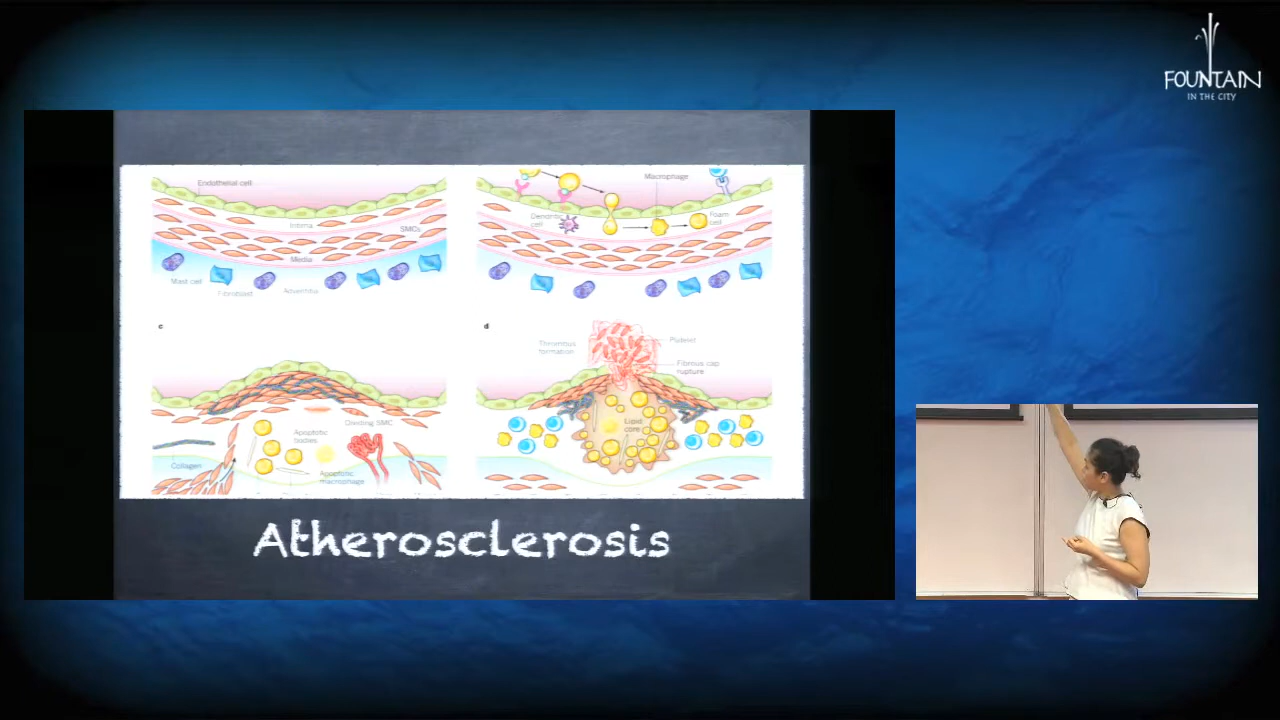 FOUNTAIN
IN THE CITY
Endothelial cell
Intima
SMCs
Media
Mast cell
Fibroblast
Adventitia
Macrophage
Dendritic
cell
Foam
cell
c
Apoptotic
bodies
Dividing SMC
Collagen
Apoptotic
macrophage
d
Thrombus
formation
Platelet
Fibrous cap
rupture
Lipid
core
Atherosclerosis